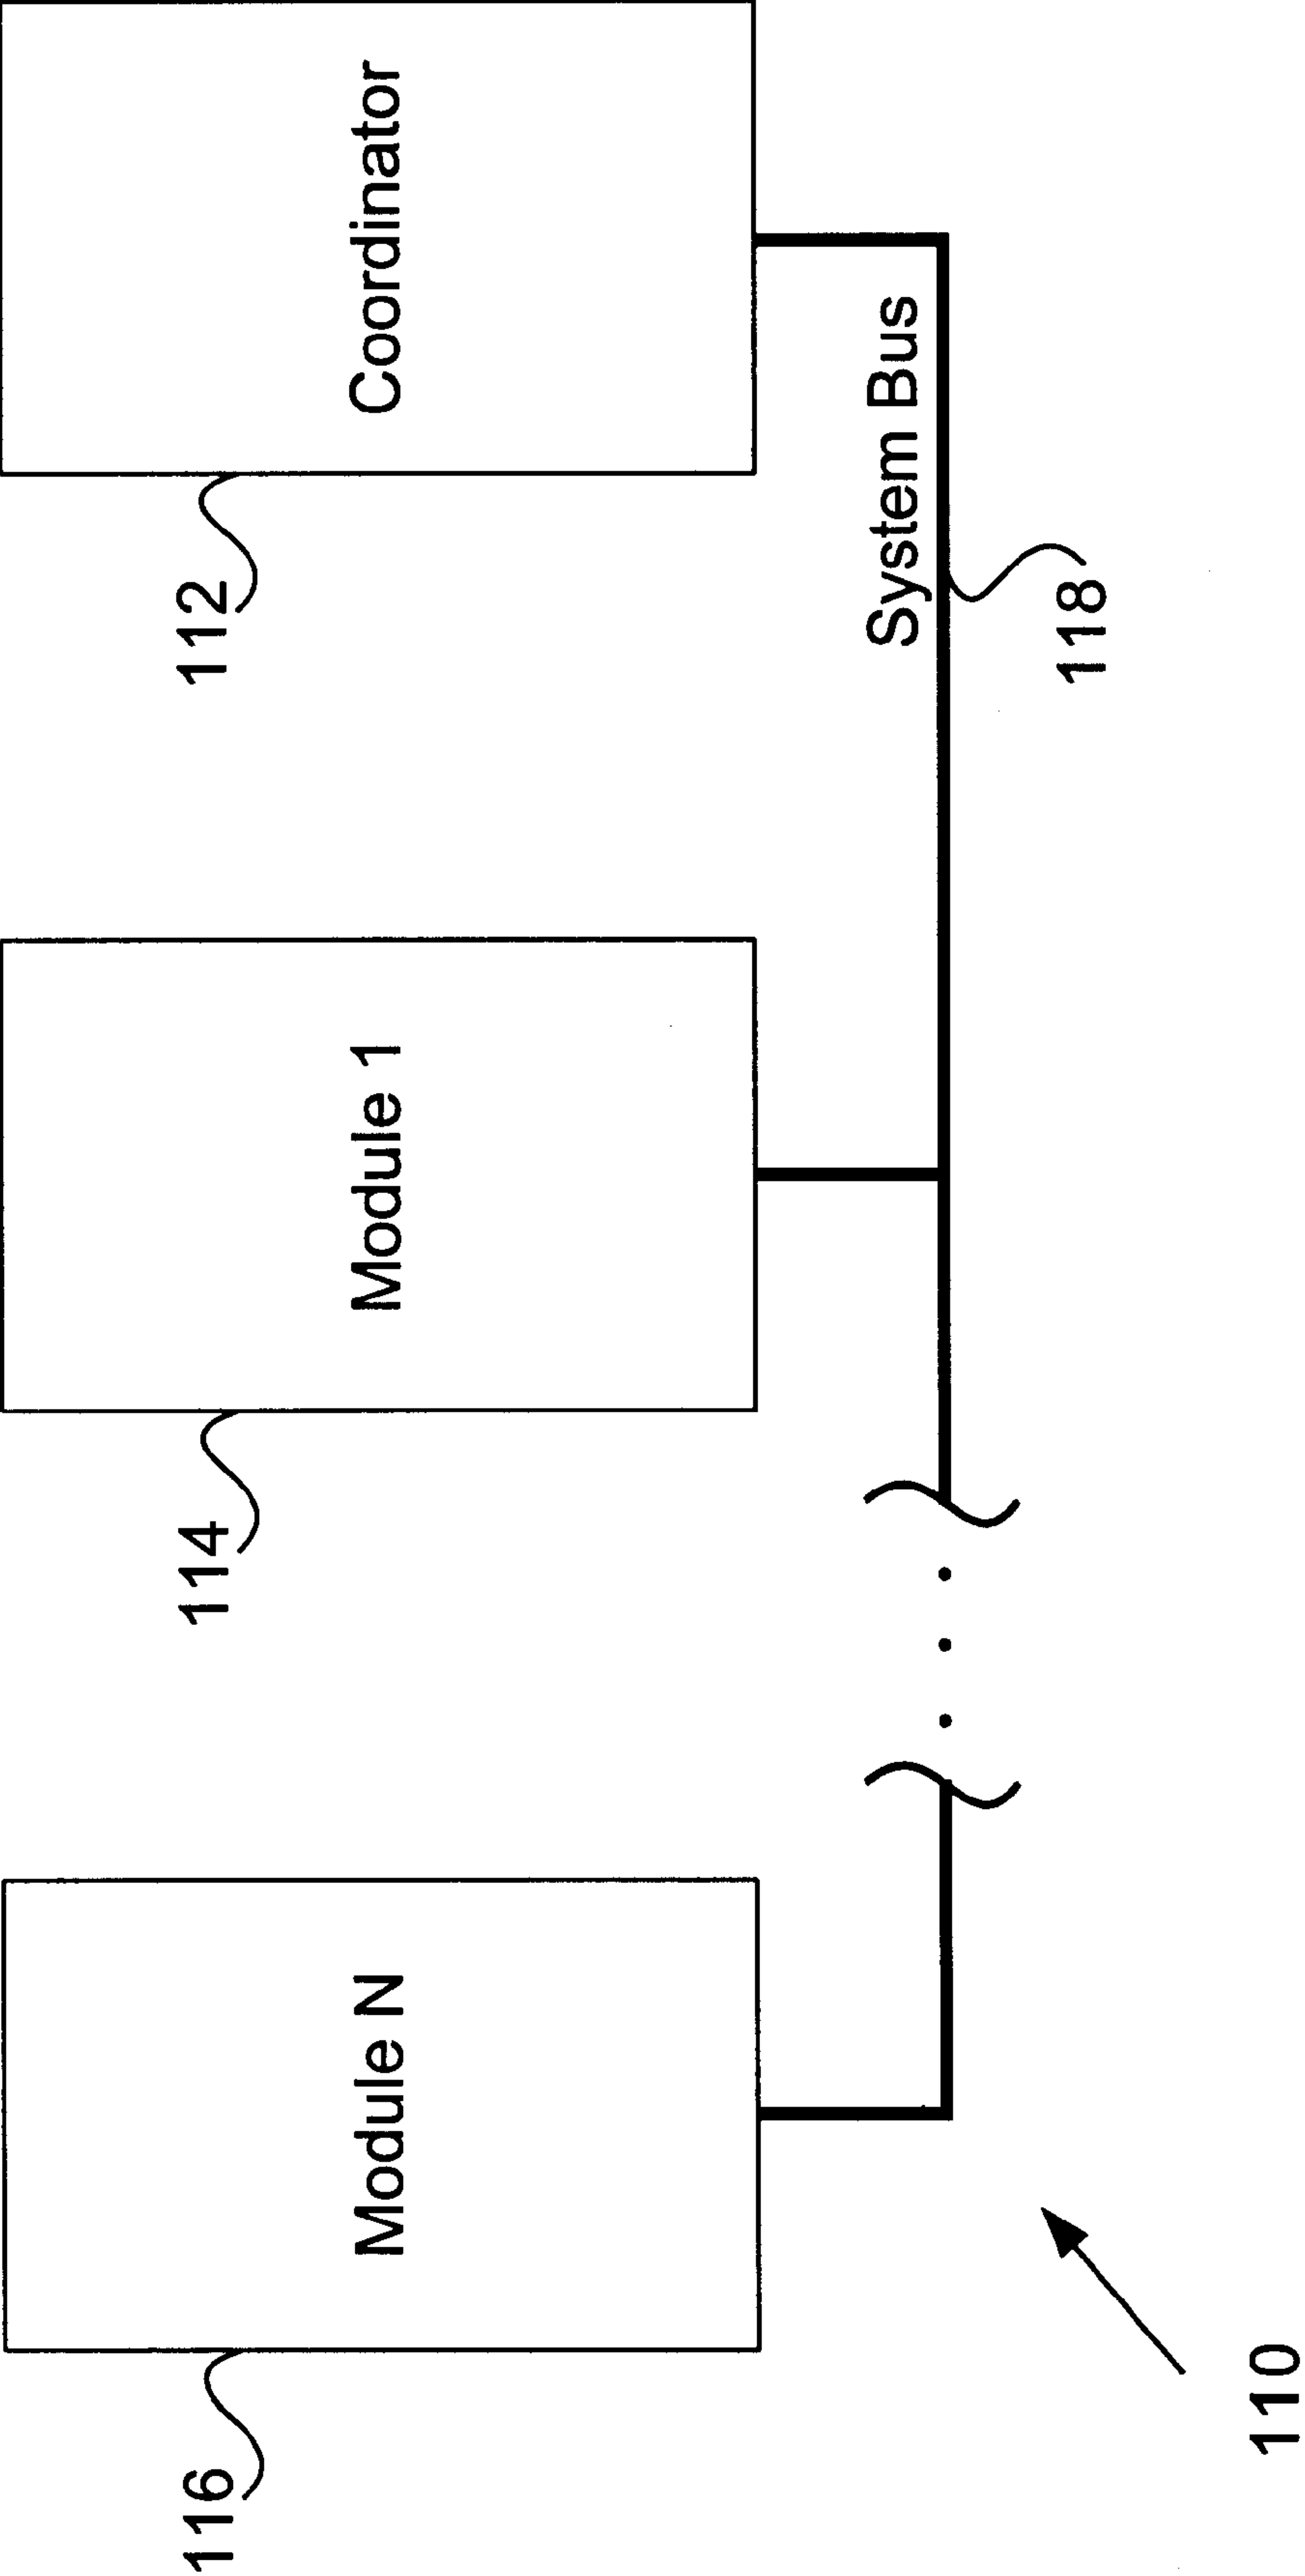 116
Module N
114
Module 1
112
Coordinator
System Bus
118
110